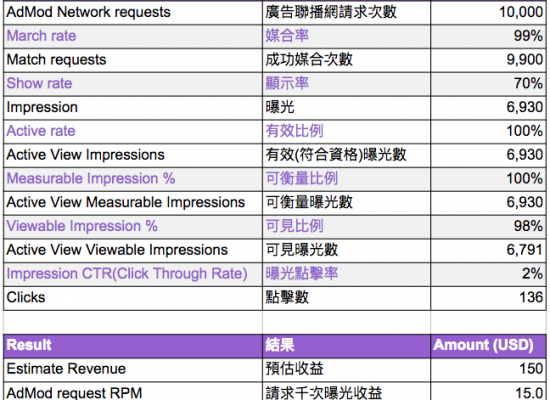 AdMod Network requests 廣告聯播網請求次數 10,000
March rate 媒合率 99%
Match requests 成功媒合次數 9,900
Show rate 顯示率 70%
Impression 曝光 6,930
Active rate 有效比例 100%
Active View Impressions 有效(符合資格)曝光數 6,930
Measurable Impression % 可衡量比例 100%
Active View Measurable Impressions 可衡量曝光數 6,930
Viewable Impression % 可見比例 98%
Active View Viewable Impressions 可見曝光數 6,791
Impression CTR(Click Through Rate) 曝光點擊率 2%
Clicks 點擊數 136
Result 結果 Amount (USD)
Estimate Revenue 預估收益 150
AdMod request RPM 請求千次曝光收益 15.0